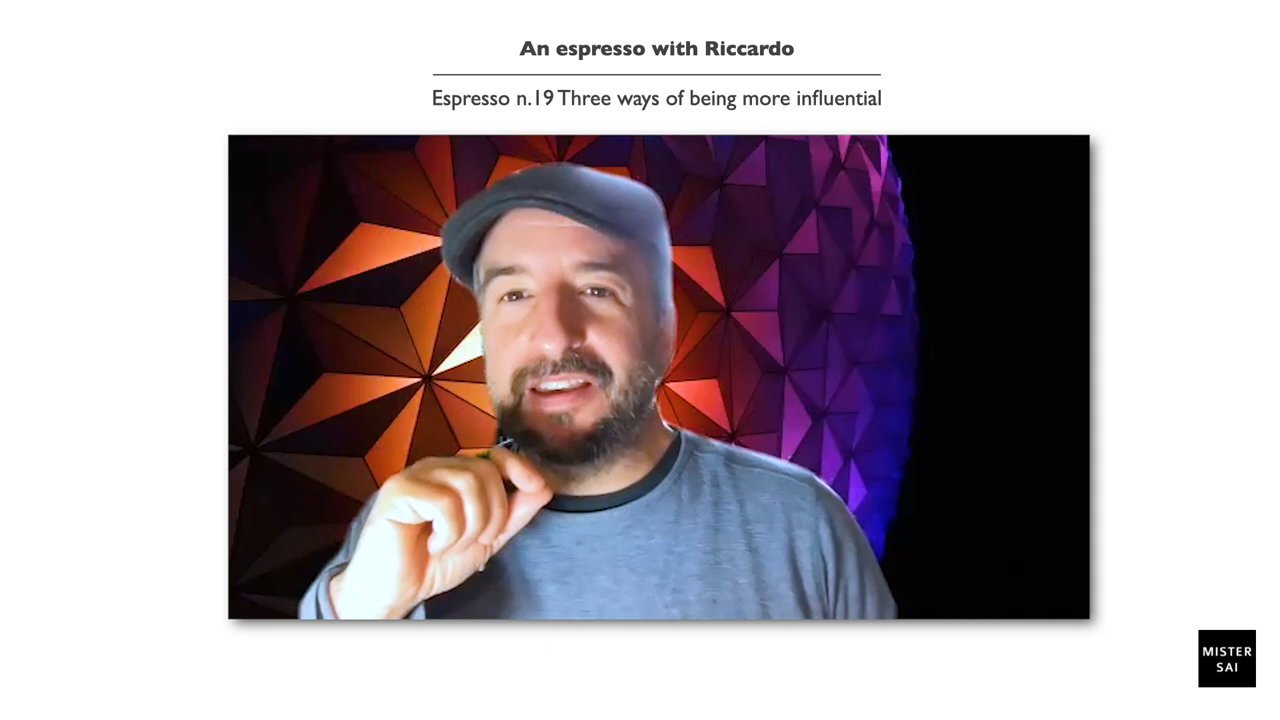 An espresso with Riccardo
Espresso n.19 Three ways of being more influential
MISTER
SAI